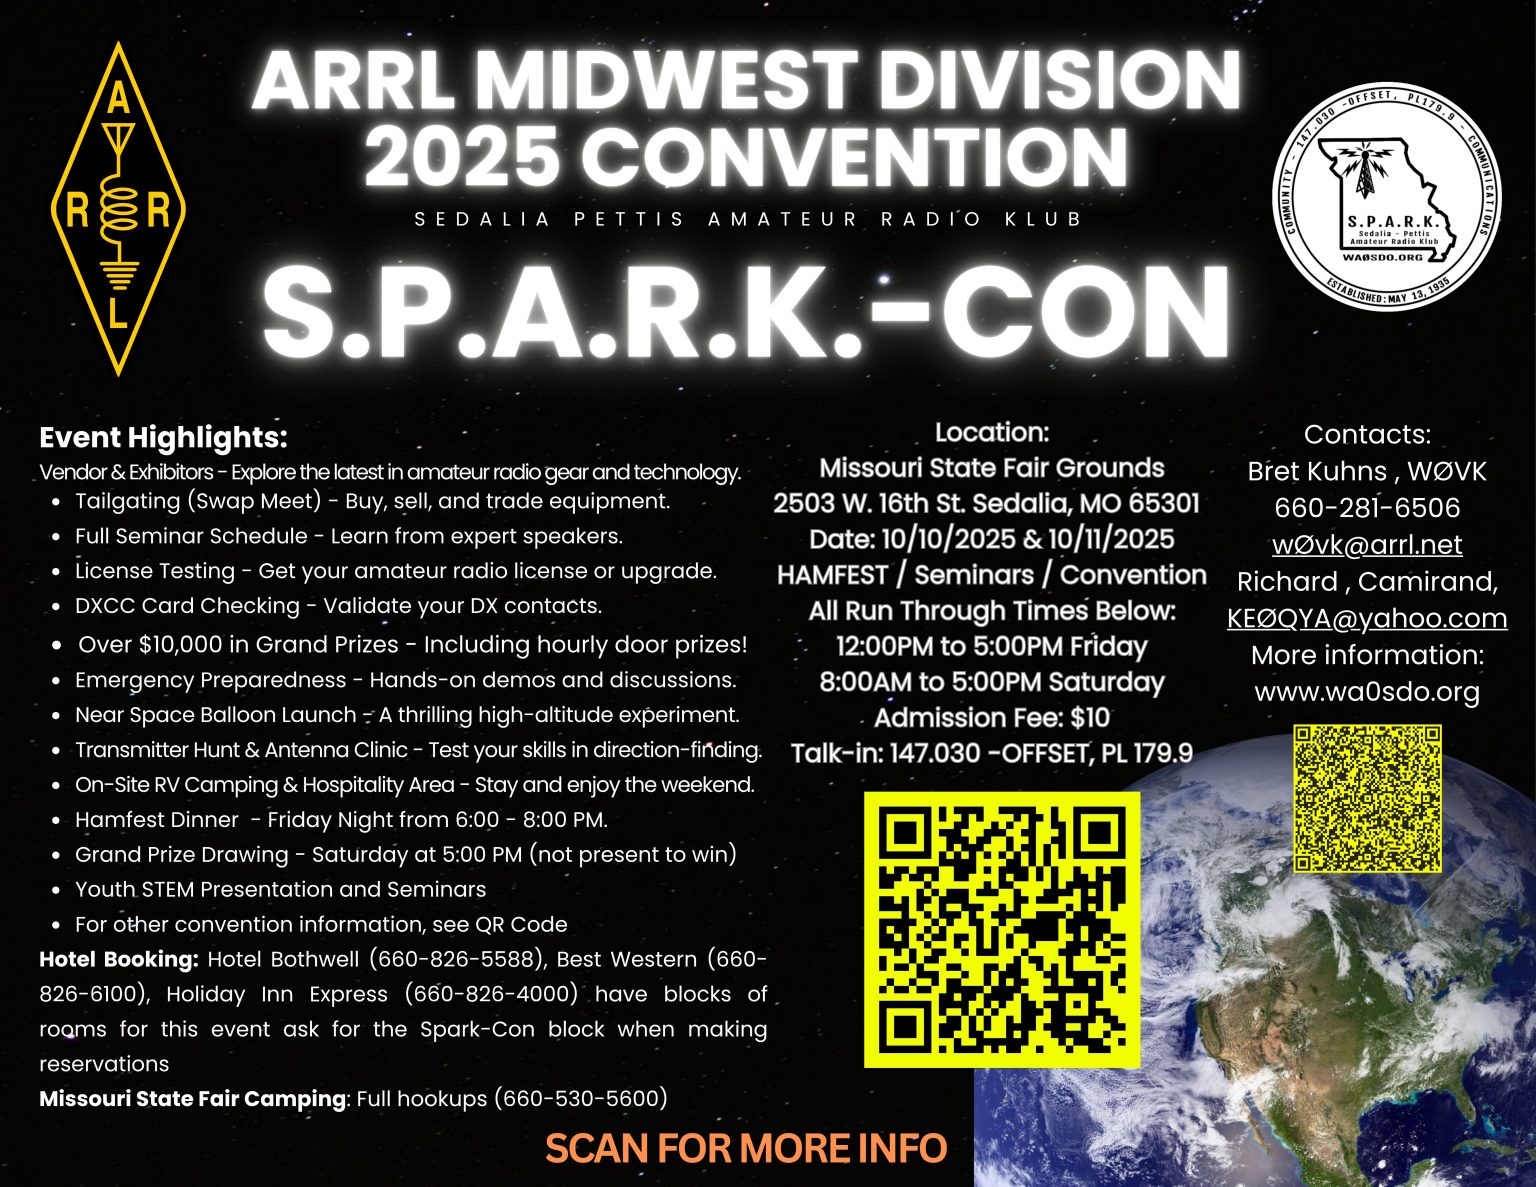 A
R R
L
ARRL MIDWEST DIVISION
2025 CONVENTION
SEDALIA PETTIS AMATEUR RADIO KLUB
S.P.A.R.K.-CON
COMMUNITY - 147.030 -OFFSET, PL179.9 - COMMUNICATIONS
S.P.A.R.K.
Sedalia - Pettis
Amateur Radio Klub
WAØSDO.ORG
ESTABLISHED: MAY 13, 1935
Event Highlights:
Vendor & Exhibitors - Explore the latest in amateur radio gear and technology.
• Tailgating (Swap Meet) - Buy, sell, and trade equipment.
• Full Seminar Schedule - Learn from expert speakers.
• License Testing - Get your amateur radio license or upgrade.
• DXCC Card Checking - Validate your DX contacts.
• Over $10,000 in Grand Prizes - Including hourly door prizes!
• Emergency Preparedness - Hands-on demos and discussions.
• Near Space Balloon Launch - A thrilling high-altitude experiment.
• Transmitter Hunt & Antenna Clinic - Test your skills in direction-finding.
• On-Site RV Camping & Hospitality Area - Stay and enjoy the weekend.
• Hamfest Dinner - Friday Night from 6:00 - 8:00 PM.
• Grand Prize Drawing - Saturday at 5:00 PM (not present to win)
• Youth STEM Presentation and Seminars
• For other convention information, see QR Code
Hotel Booking: Hotel Bothwell (660-826-5588), Best Western (660-
826-6100), Holiday Inn Express (660-826-4000) have blocks of
rooms for this event ask for the Spark-Con block when making
reservations
Missouri State Fair Camping: Full hookups (660-530-5600)
Location:
Missouri State Fair Grounds
2503 W. 16th St. Sedalia, MO 65301
Date: 10/10/2025 & 10/11/2025
HAMFEST / Seminars / Convention
All Run Through Times Below:
12:00PM to 5:00PM Friday
8:00AM to 5:00PM Saturday
Admission Fee: $10
Talk-in: 147.030 -OFFSET, PL 179.9
Contacts:
Bret Kuhns , WØVK
660-281-6506
wØvk@arrl.net
Richard , Camirand,
KEØQYA@yahoo.com
More information:
www.wa0sdo.org
SCAN FOR MORE INFO